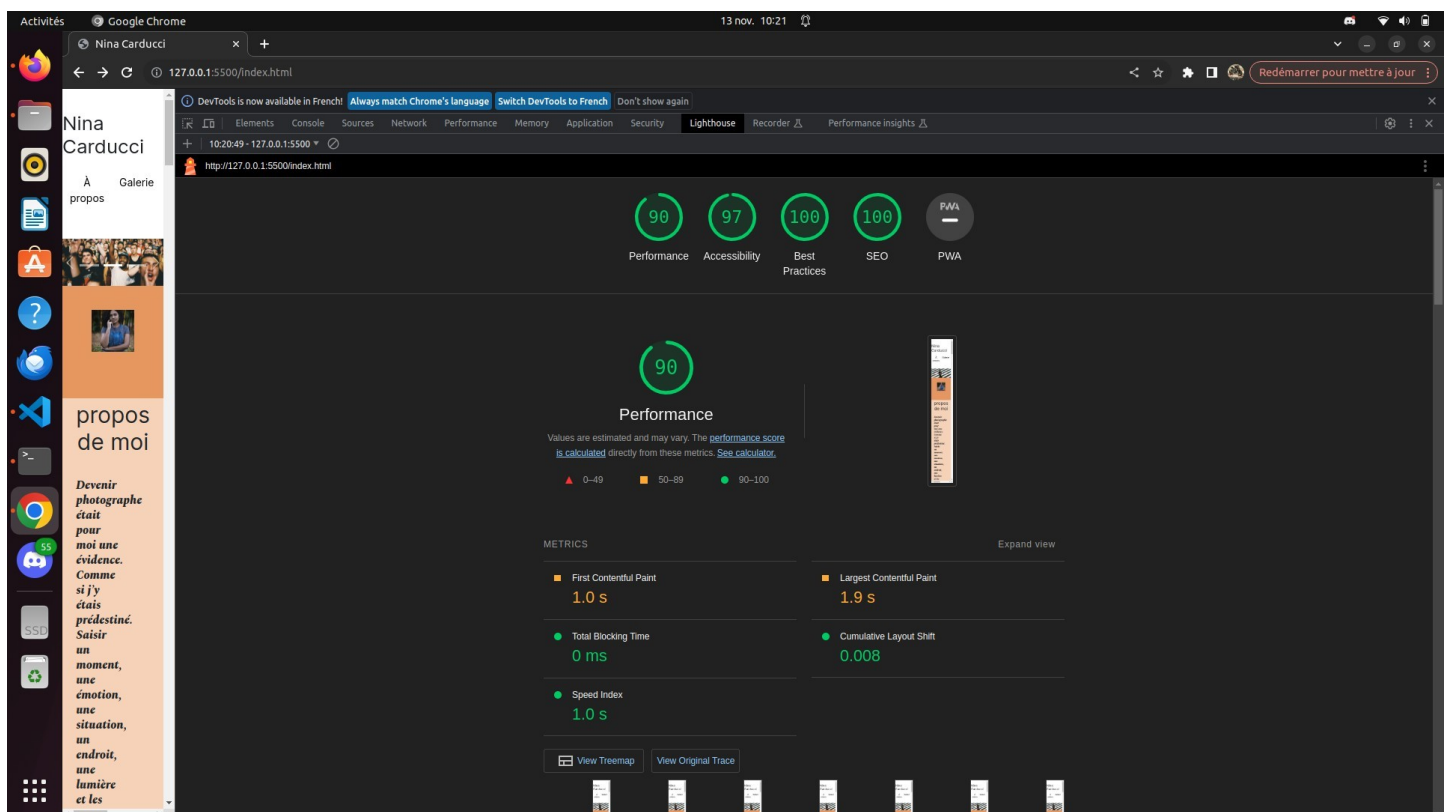 Activités Google Chrome 13 nov. 10:21
Nina Carducci × +
127.0.0.1:5500/index.html Redémarrer pour mettre à jour
DevTools is now available in French! Always match Chrome's language Switch DevTools to French Don't show again
Elements Console Sources Network Performance Memory Application Security Lighthouse Recorder Performance insights
10:20:49 - 127.0.0.1:5500
http://127.0.0.1:5500/index.html
Nina
Carducci
À Galerie
propos
propos
de moi
Devenir
photographe
était
pour
moi une
évidence.
Comme
si j'y
étais
prédestiné.
Saisir
un
moment,
une
émotion,
une
situation,
un
endroit,
une
lumière
et les
55
SSD
90 97 100 100 PWA
Performance Accessibility Best
Practices SEO PWA
90
Performance
Values are estimated and may vary. The performance score
is calculated directly from these metrics. See calculator.
0–49 50–89 90–100
METRICS Expand view
First Contentful Paint
1.0 s
Largest Contentful Paint
1.9 s
Total Blocking Time
0 ms
Cumulative Layout Shift
0.008
Speed Index
1.0 s
View Treemap View Original Trace